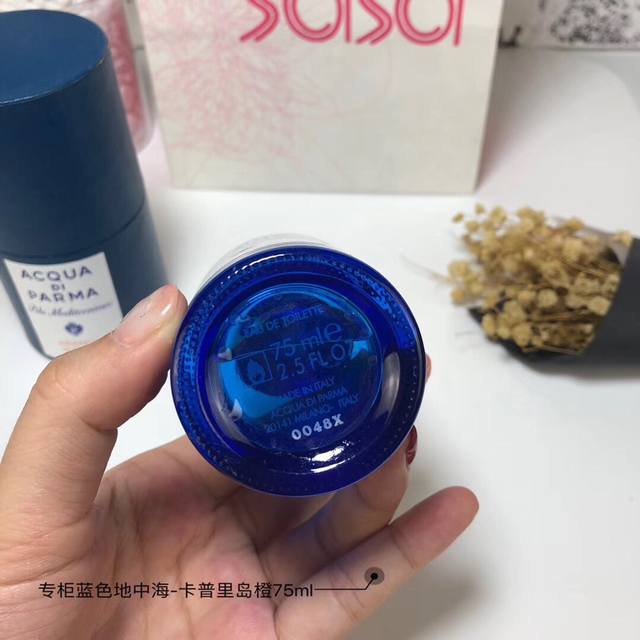 sasa
ACQUA
DI
PARMA
Blu Mediterraneo
EAU DE TOILETTE
75 ml e
2.5 FL.OZ
MADE IN ITALY
ACQUA DI PARMA
20141 MILANO - ITALY
0048X
专柜蓝色地中海-卡普里岛橙75ml